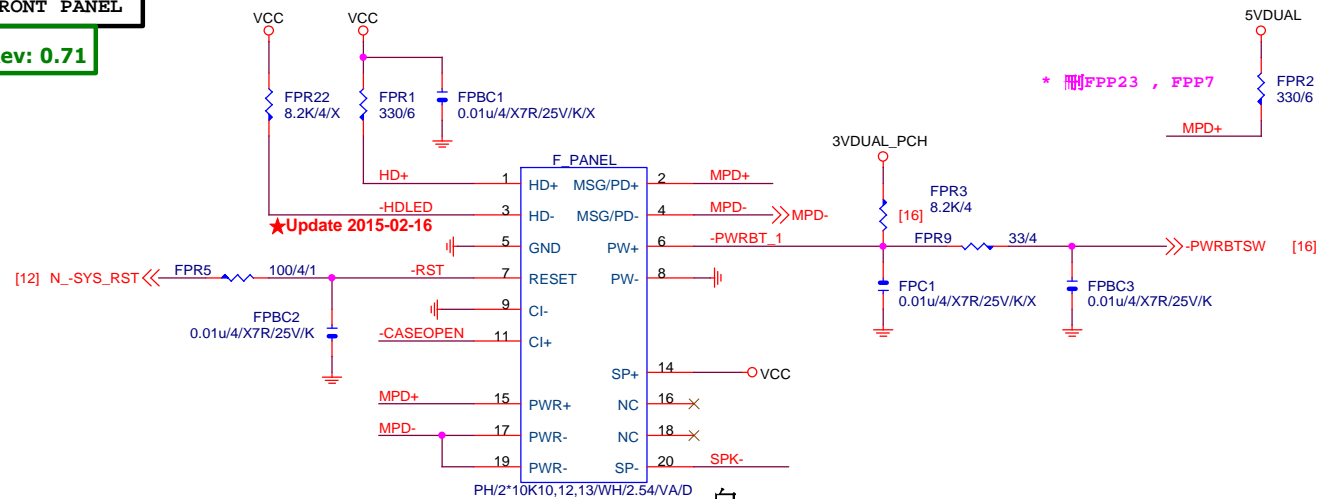 RONT PANEL
ev: 0.71
VCC
VCC
5VDUAL
FPR22
8.2K/4/X
FPR1
330/6
FPBC1
0.01u/4/X7R/25V/K/X
* 刪FPP23 , FPP7
FPR2
330/6
MPD+
3VDUAL_PCH
F_PANEL
HD+
1
HD+
MSG/PD+
2
MPD+
FPR3
8.2K/4
-HDLED
3
HD-
MSG/PD-
4
MPD-
MPD-
[16]
★Update 2015-02-16
5
GND
PW+
6
-PWRBT_1
FPR9
33/4
-PWRBTSW
[16]
[12] N_-SYS_RST
FPR5
100/4/1
-RST
7
RESET
PW-
8
FPC1
0.01u/4/X7R/25V/K/X
FPBC3
0.01u/4/X7R/25V/K
9
CI-
FPBC2
0.01u/4/X7R/25V/K
-CASEOPEN
11
CI+
SP+
14
VCC
MPD+
15
PWR+
NC
16
MPD-
17
PWR-
NC
18
19
PWR-
SP-
20
SPK-
PH/2*10K10,12,13/WH/2.54/VA/D